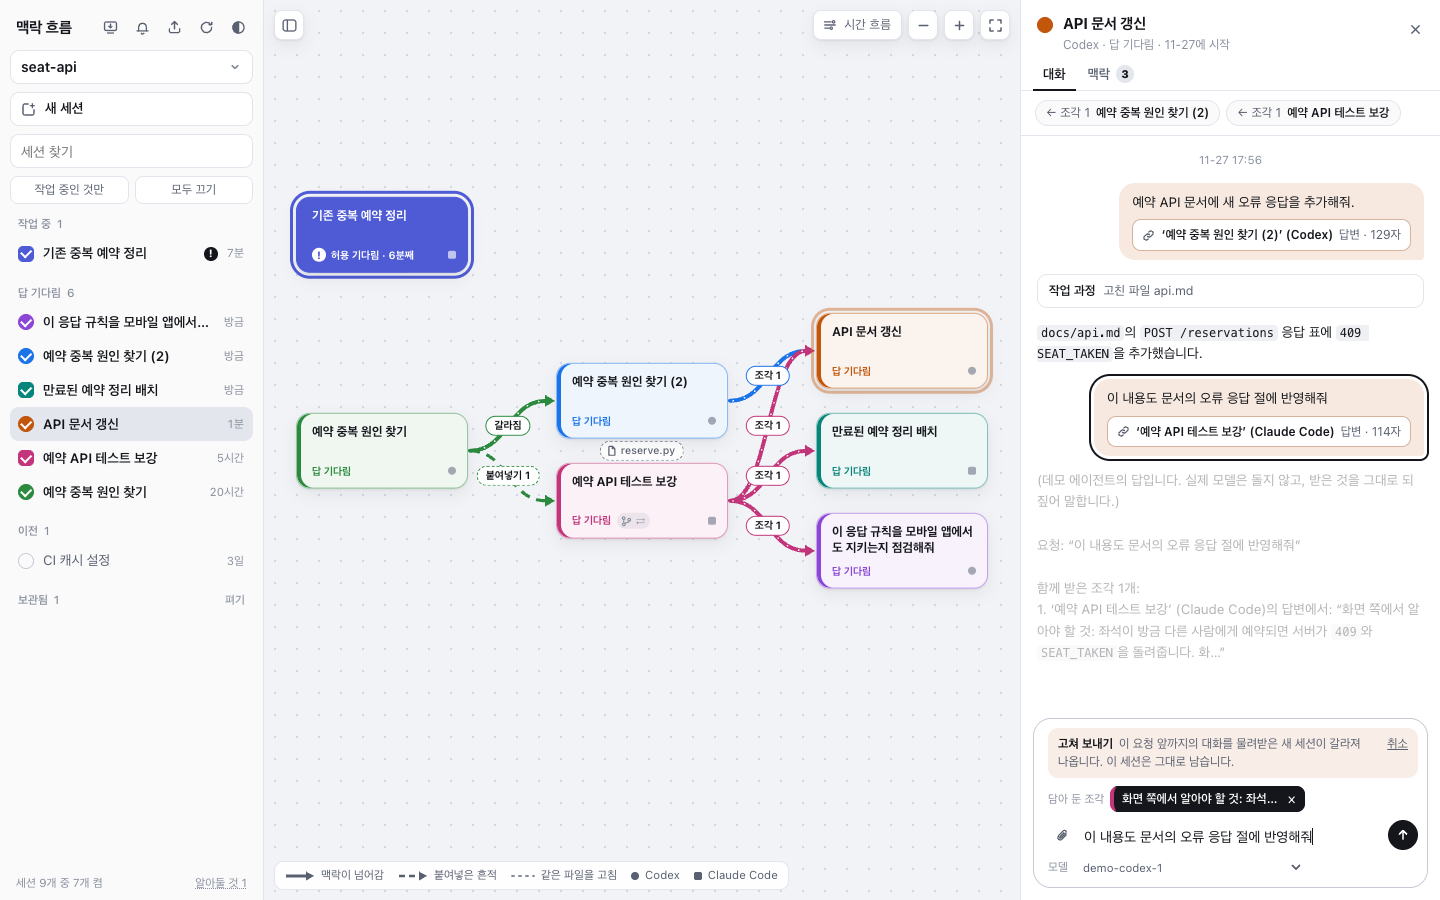 맥락 흐름
seat-api
새 세션
세션 찾기
작업 중인 것만
모두 끄기
작업 중 1
기존 중복 예약 정리
7분
답 기다림 6
이 응답 규칙을 모바일 앱에서...
방금
예약 중복 원인 찾기 (2)
방금
만료된 예약 정리 배치
방금
API 문서 갱신
1분
예약 API 테스트 보강
5시간
예약 중복 원인 찾기
20시간
이전 1
CI 캐시 설정
3일
보관됨 1
펴기
세션 9개 중 7개 켬
알아둘 것 1
시간 흐름
기존 중복 예약 정리
허용 기다림 · 6분째
예약 중복 원인 찾기
답 기다림
갈라짐
붙여넣기 1
예약 중복 원인 찾기 (2)
답 기다림
reserve.py
예약 API 테스트 보강
답 기다림
조각 1
조각 1
조각 1
조각 1
API 문서 갱신
답 기다림
만료된 예약 정리 배치
답 기다림
이 응답 규칙을 모바일 앱에서
도 지키는지 점검해줘
답 기다림
맥락이 넘어감
붙여넣은 흔적
같은 파일을 고침
Codex
Claude Code
API 문서 갱신
Codex · 답 기다림 · 11-27에 시작
대화
맥락 3
← 조각 1 예약 중복 원인 찾기 (2)
← 조각 1 예약 API 테스트 보강
11-27 17:56
예약 API 문서에 새 오류 응답을 추가해줘.
‘예약 중복 원인 찾기 (2)’ (Codex) 답변 · 129자
작업 과정 고친 파일 api.md
docs/api.md 의 POST /reservations 응답 표에 409
SEAT_TAKEN 을 추가했습니다.
이 내용도 문서의 오류 응답 절에 반영해줘
‘예약 API 테스트 보강’ (Claude Code) 답변 · 114자
(데모 에이전트의 답입니다. 실제 모델은 돌지 않고, 받은 것을 그대로 되
짚어 말합니다.)
요청: “이 내용도 문서의 오류 응답 절에 반영해줘”
함께 받은 조각 1개:
1. ‘예약 API 테스트 보강’ (Claude Code)의 답변에서: “화면 쪽에서 알
아야 할 것: 좌석이 방금 다른 사람에게 예약되면 서버가 409 와
SEAT_TAKEN 을 돌려줍니다. 화...”
고쳐 보내기 이 요청 앞까지의 대화를 물려받은 새 세션이 갈라져
나옵니다. 이 세션은 그대로 남습니다.
취소
담아 둔 조각
화면 쪽에서 알아야 할 것: 좌석...
이 내용도 문서의 오류 응답 절에 반영해줘
모델
demo-codex-1